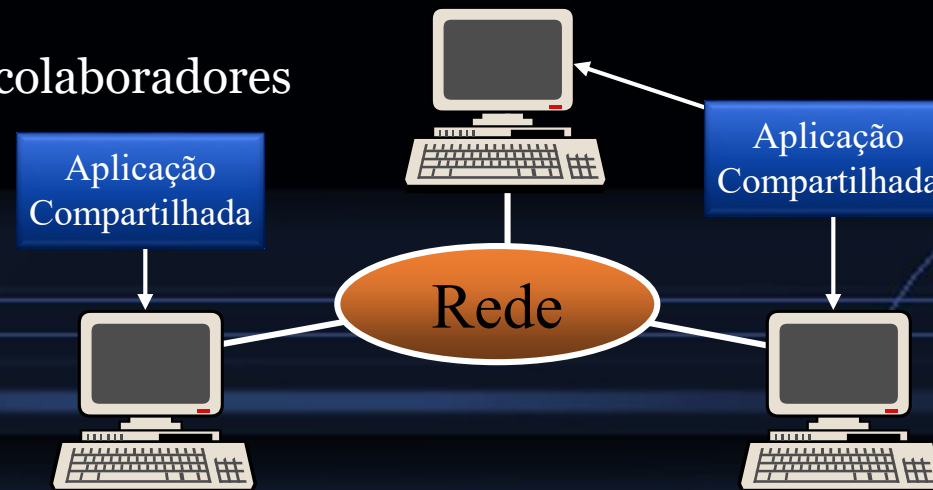 colaboradores
Aplicação
Compartilhada
Aplicação
Compartilhada
Rede